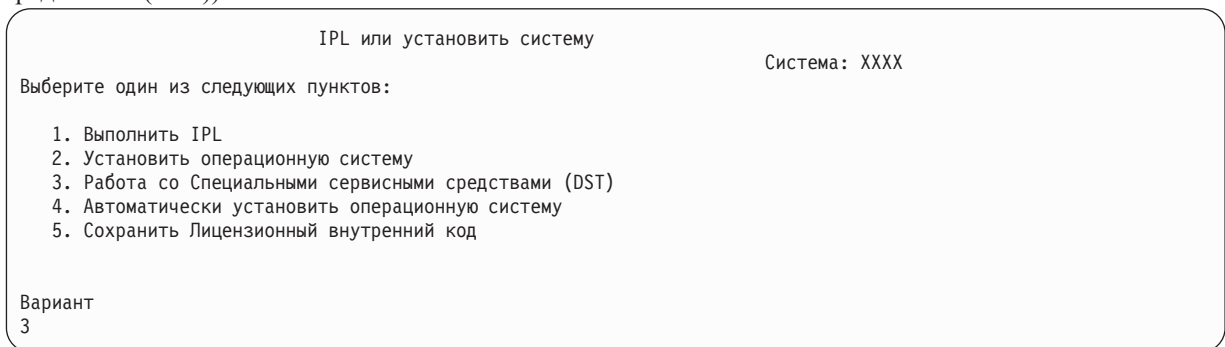 IPL или установить систему
Система: XXXX
Выберите один из следующих пунктов:
1. Выполнить IPL
2. Установить операционную систему
3. Работа со Специальными сервисными средствами (DST)
4. Автоматически установить операционную систему
5. Сохранить Лицензионный внутренний код
Вариант
3